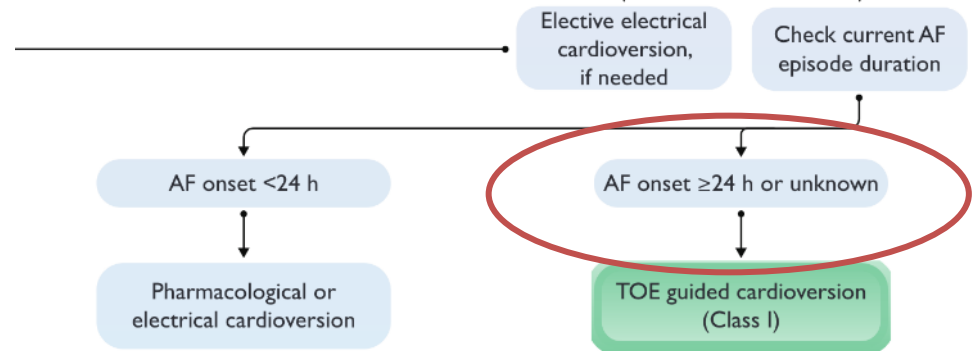 Elective electrical
cardioversion,
if needed
Check current AF
episode duration
AF onset <24 h
AF onset ≥24 h or unknown
Pharmacological or
electrical cardioversion
TOE guided cardioversion
(Class I)